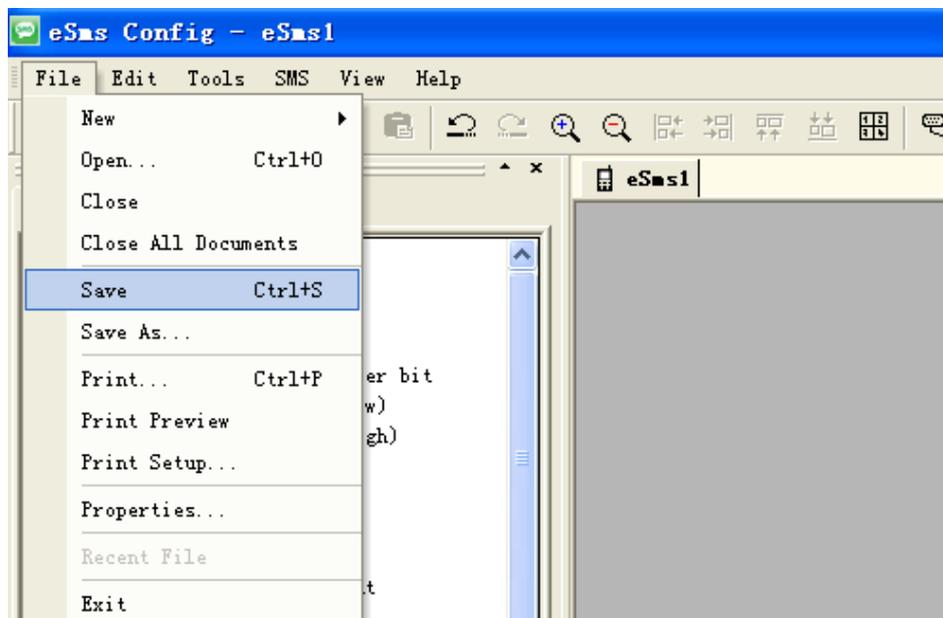 eSms Config - eSms1
File Edit Tools SMS View Help
New
Open... Ctrl+O
eSms1
Close
Close All Documents
Save Ctrl+S
Save As...
Print... Ctrl+P
er bit
w)
Print Preview
gh)
Print Setup...
Properties...
Recent File
.t
Exit